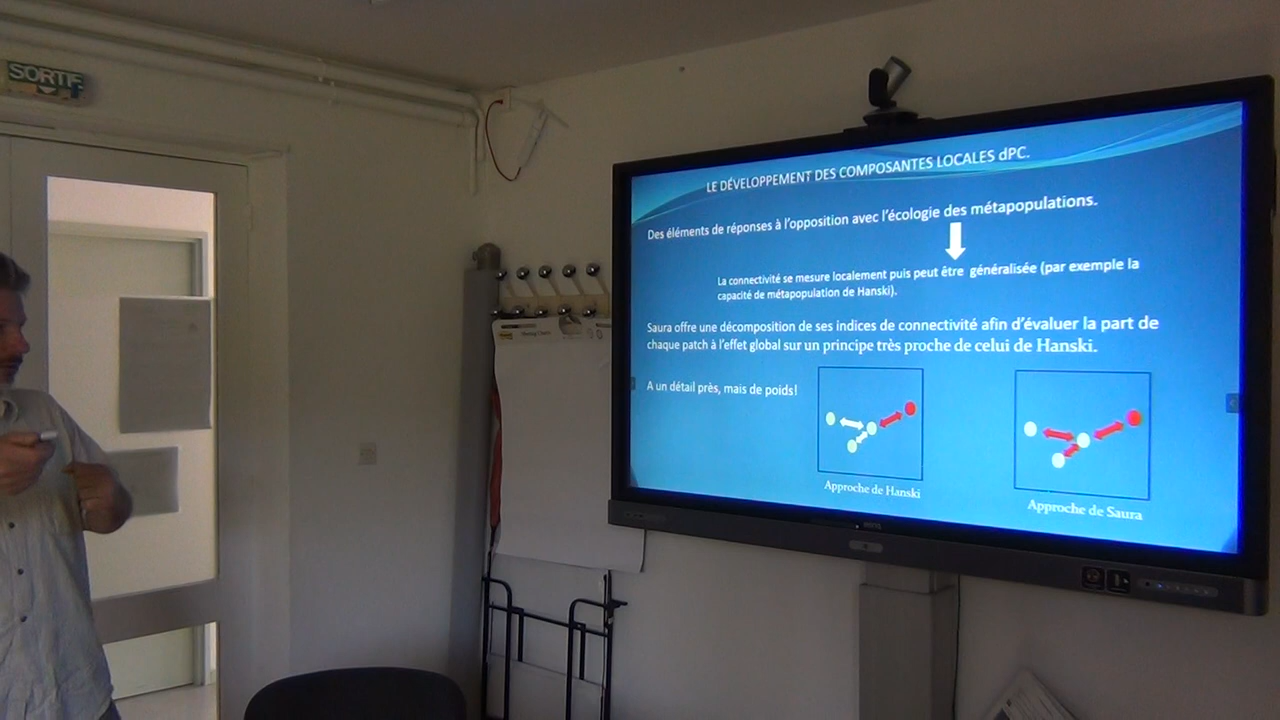 SORTIE
LE DÉVELOPPEMENT DES COMPOSANTES LOCALES dPC.
Des éléments de réponses à l'opposition avec l'écologie des métapopulations.
La connectivité se mesure localement puis peut être généralisée (par exemple la
capacité de métapopulation de Hanski).
Saura offre une décomposition de ses indices de connectivité afin d'évaluer la part de
chaque patch à l'effet global sur un principe très proche de celui de Hanski.
A un détail près, mais de poids!
Approche de Hanski
Approche de Saura
BENQ